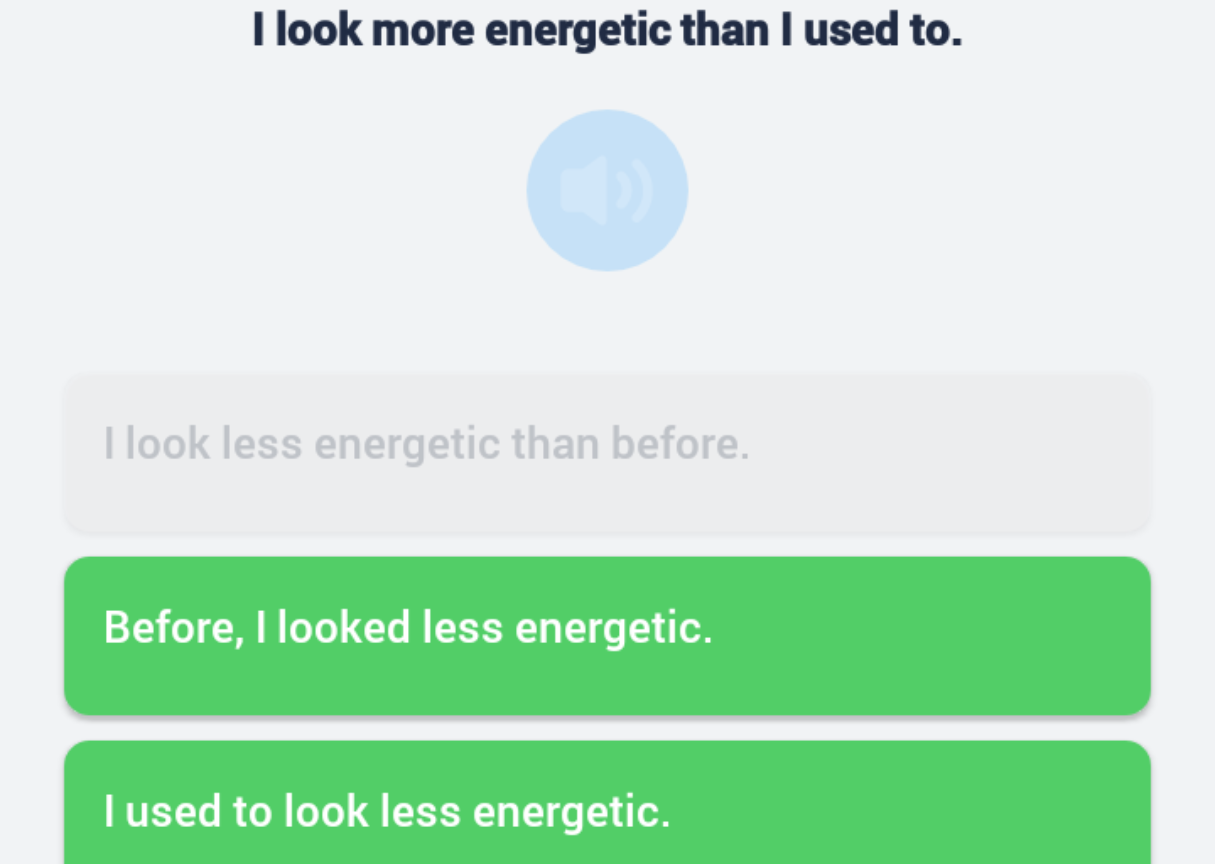 I look more energetic than I used to.
I look less energetic than before.
Before, I looked less energetic.
I used to look less energetic.